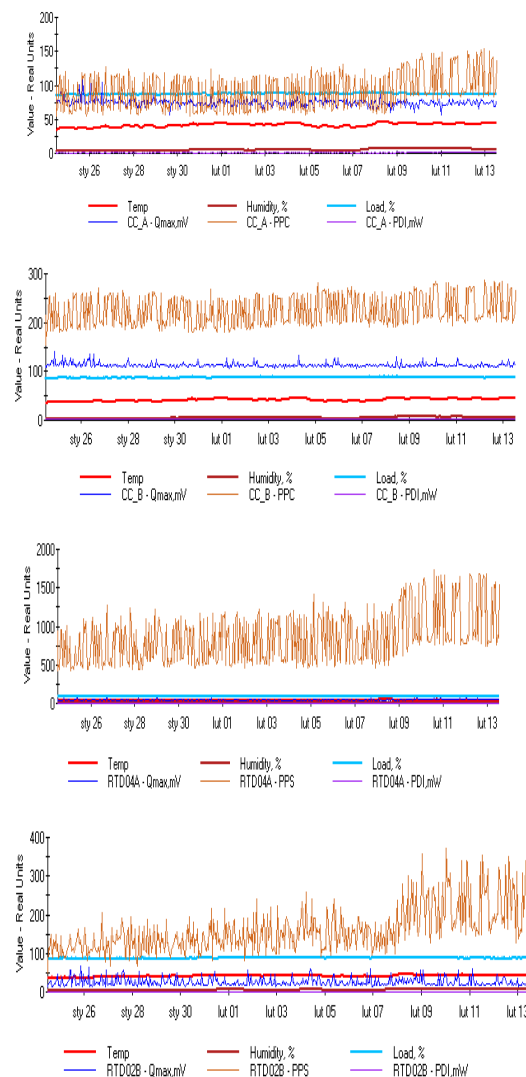 Value - Real Units
200
150
100
50
0
sty 26 sty 28 sty 30 lut 01 lut 03 lut 05 lut 07 lut 09 lut 11 lut 13
Temp Humidity, % Load, %
CC_A - Qmax,mV CC_A - PPC CC_A - PDI,mW
Value - Real Units
300
200
100
0
sty 26 sty 28 sty 30 lut 01 lut 03 lut 05 lut 07 lut 09 lut 11 lut 13
Temp Humidity, % Load, %
CC_B - Qmax,mV CC_B - PPC CC_B - PDI,mW
Value - Real Units
2000
1500
1000
500
0
sty 26 sty 28 sty 30 lut 01 lut 03 lut 05 lut 07 lut 09 lut 11 lut 13
Temp Humidity, % Load, %
RTD04A - Qmax,mV RTD04A - PPS RTD04A - PDI,mW
Value - Real Units
400
300
200
100
0
sty 26 sty 28 sty 30 lut 01 lut 03 lut 05 lut 07 lut 09 lut 11 lut 13
Temp Humidity, % Load, %
RTD02B - Qmax,mV RTD02B - PPS RTD02B - PDI,mW